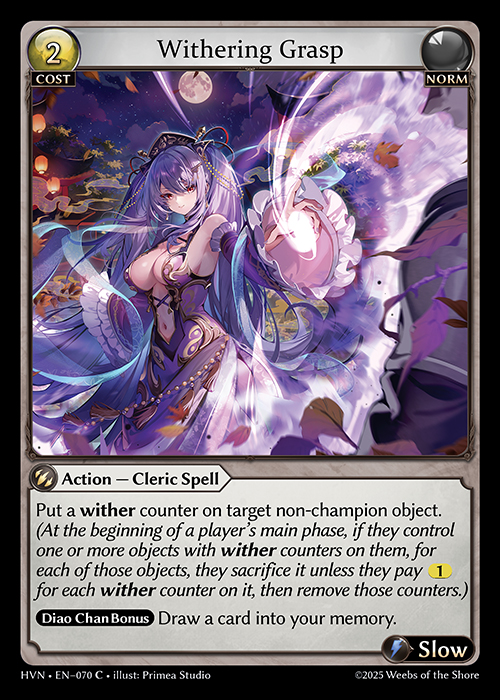 2
Withering Grasp
COST
NORM
Action — Cleric Spell
Put a wither counter on target non-champion object.
(At the beginning of a player's main phase, if they control
one or more objects with wither counters on them, for
each of those objects, they sacrifice it unless they pay 1
for each wither counter on it, then remove those counters.)
Diao Chan Bonus Draw a card into your memory.
Slow
HVN • EN–070 C • illust: Primea Studio
©2025 Weebs of the Shore